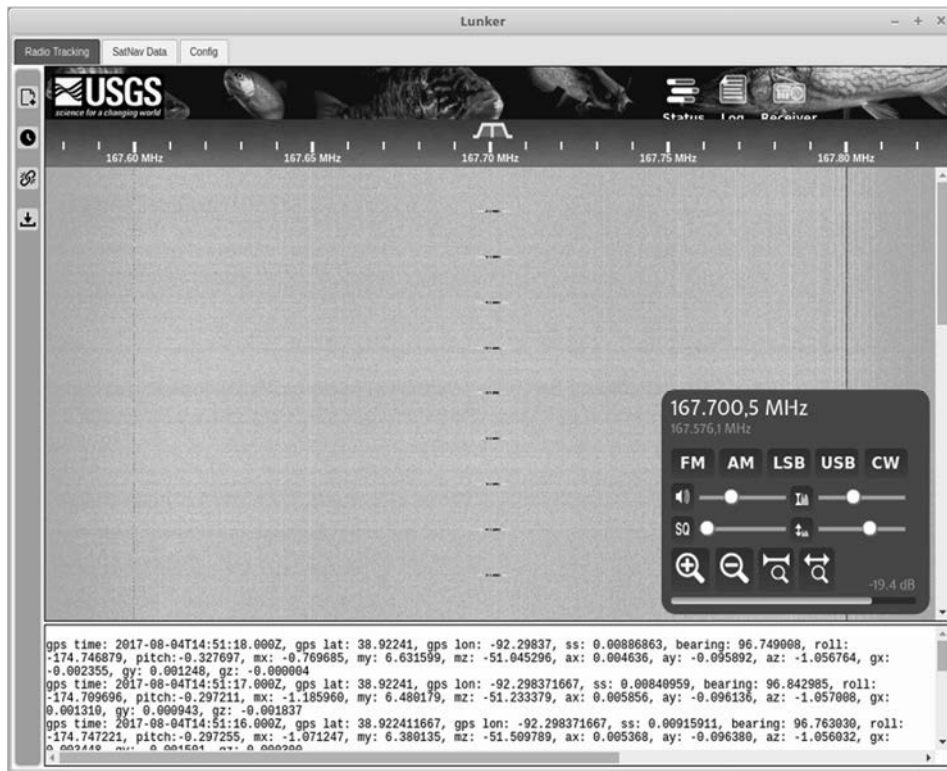 Lunker
Radio Tracking SatNav Data Config
USGS
science for a changing world
Status Log Receiver
167.60 MHz 167.65 MHz 167.70 MHz 167.75 MHz 167.80 MHz
167.700,5 MHz
167.576,1 MHz
FM AM LSB USB CW
SQ
-19.4 dB
gps time: 2017-08-04T14:51:18.000Z, gps lat: 38.92241, gps lon: -92.29837, ss: 0.00886863, bearing: 96.749008, roll:
-174.746879, pitch:-0.327697, mx: -0.769685, my: 6.631599, mz: -51.045296, ax: 0.004636, ay: -0.095892, az: -1.056764, gx:
-0.002355, gy: 0.001248, gz: -0.000004
gps time: 2017-08-04T14:51:17.000Z, gps lat: 38.92241, gps lon: -92.298371667, ss: 0.00840959, bearing: 96.842985, roll:
-174.709696, pitch:-0.297211, mx: -1.185960, my: 6.480179, mz: -51.233379, ax: 0.005856, ay: -0.096136, az: -1.057008, gx:
0.001310, gy: 0.000943, gz: -0.001837
gps time: 2017-08-04T14:51:16.000Z, gps lat: 38.922411667, gps lon: -92.298371667, ss: 0.00915911, bearing: 96.763030, roll:
-174.747221, pitch:-0.297255, mx: -1.071247, my: 6.380135, mz: -51.509789, ax: 0.005368, ay: -0.096380, az: -1.056032, gx: